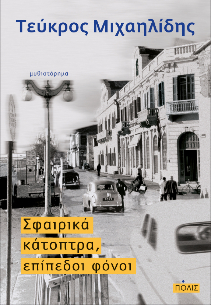 Τεύκρος Μιχαηλίδης
μυθιστόρημα
Σφαιρικά
κάτοπτρα,
επίπεδοι φόνοι
ΠΟΛΙΣ